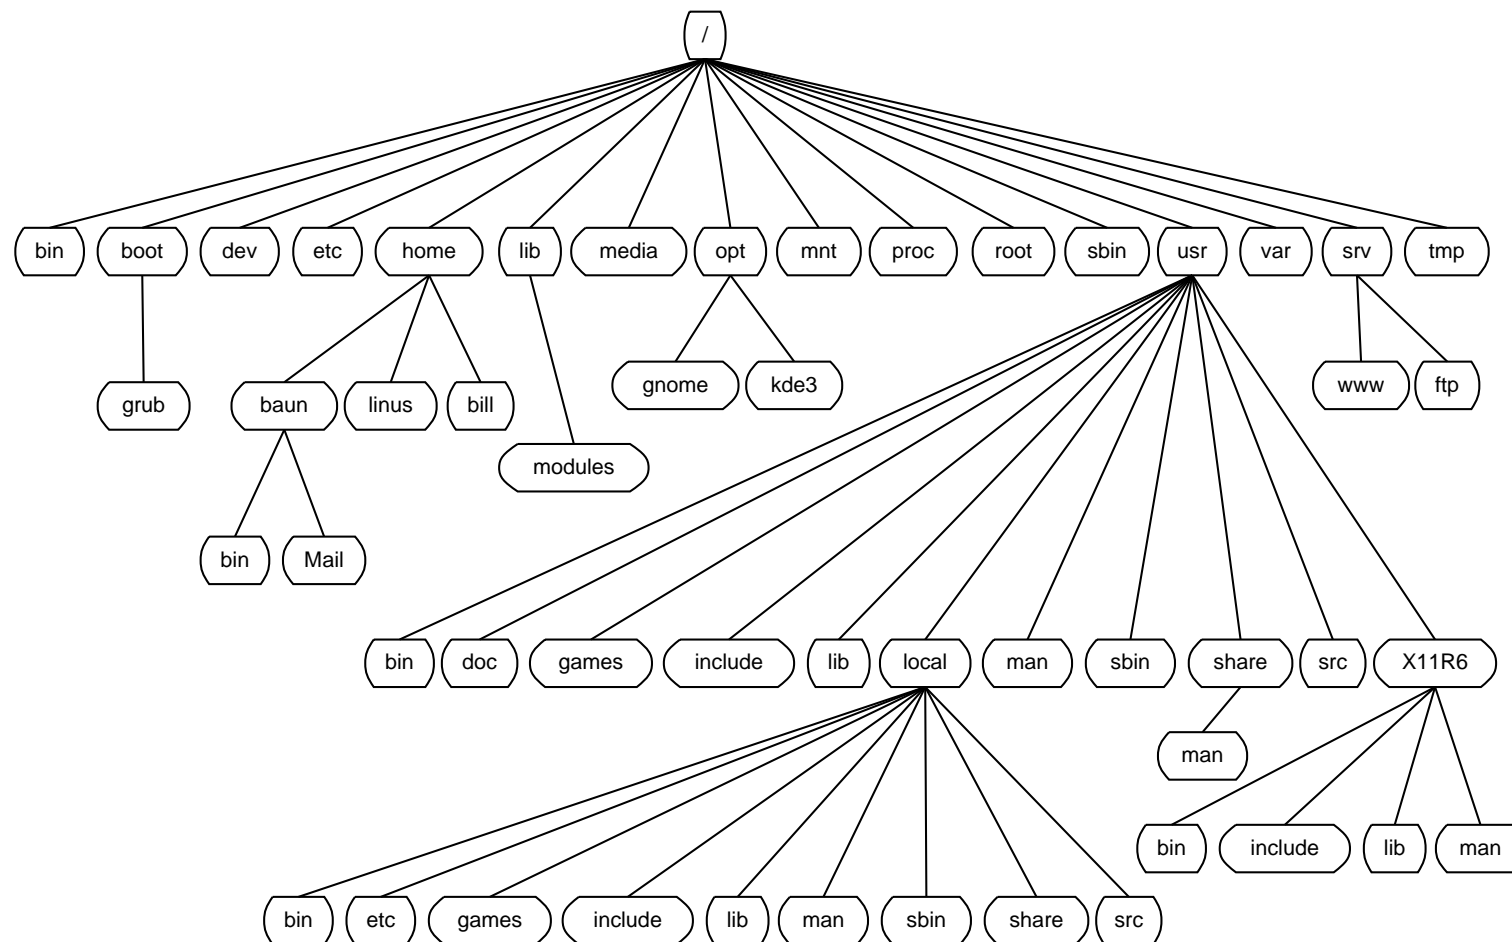 /
bin boot dev etc home lib media opt mnt proc root sbin usr var srv tmp
gnome kde3 www ftp
grub baun linus bill
modules
bin Mail
bin doc games include lib local man sbin share src X11R6
man
bin include lib man
bin etc games include lib man sbin share src